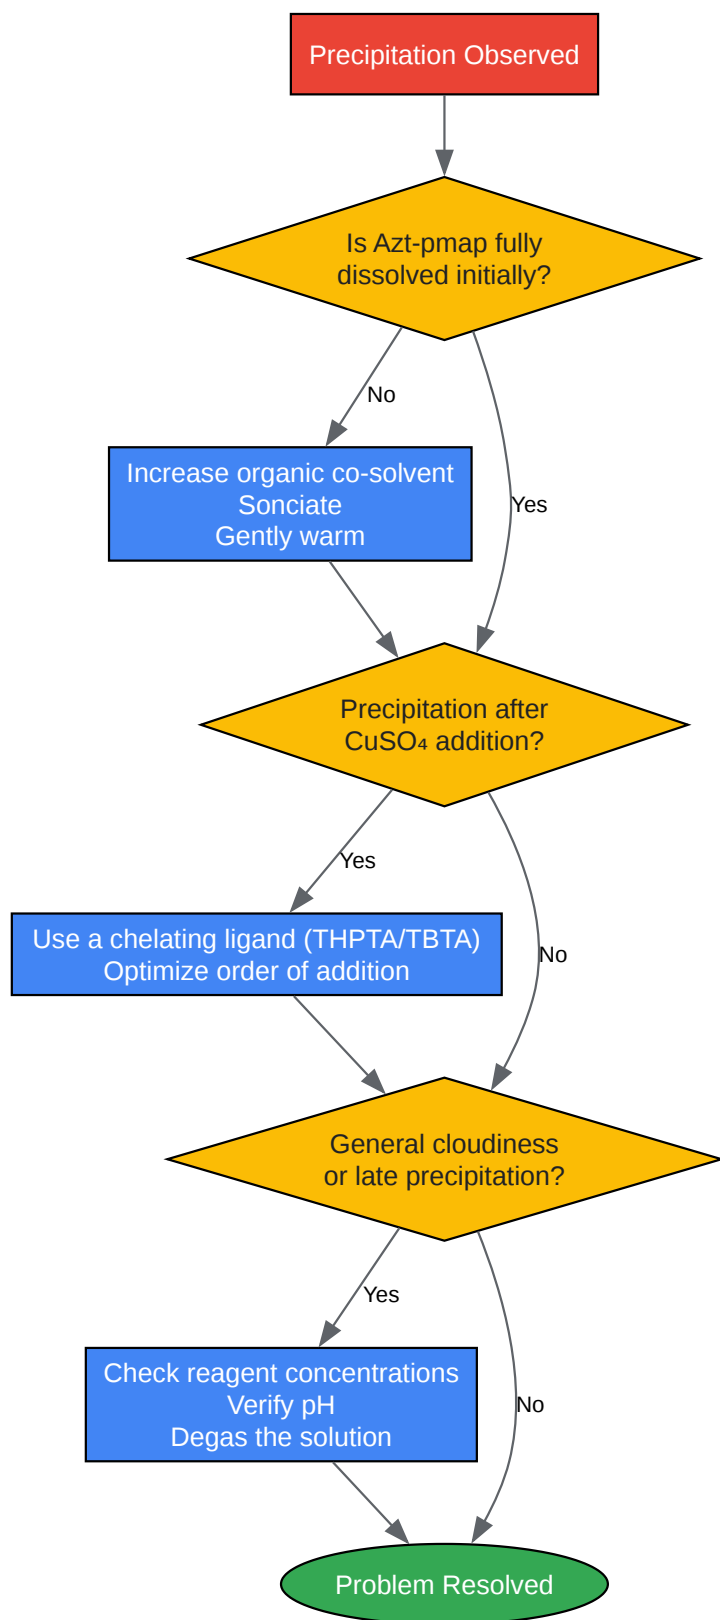 Precipitation Observed
Is Azt-pmap fully
dissolved initially?
No
Increase organic co-solvent
Sonciate
Gently warm
Yes
Precipitation after
CuSO₄ addition?
Yes
Use a chelating ligand (THPTA/TBTA)
Optimize order of addition
No
General cloudiness
or late precipitation?
Yes
Check reagent concentrations
Verify pH
Degas the solution
No
Problem Resolved